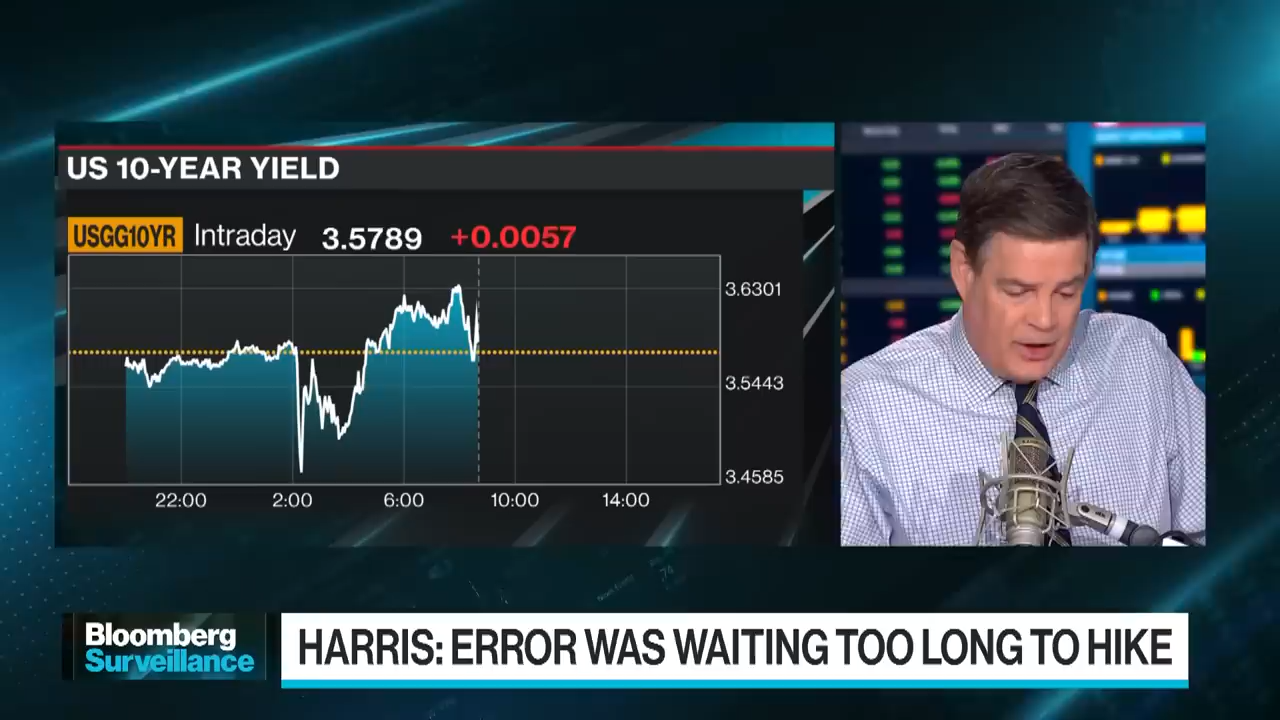 US 10-YEAR YIELD
USGG10YR Intraday 3.5789 +0.0057
3.6301
3.5443
3.4585
22:00 2:00 6:00 10:00 14:00
Bloomberg
Surveillance
HARRIS: ERROR WAS WAITING TOO LONG TO HIKE